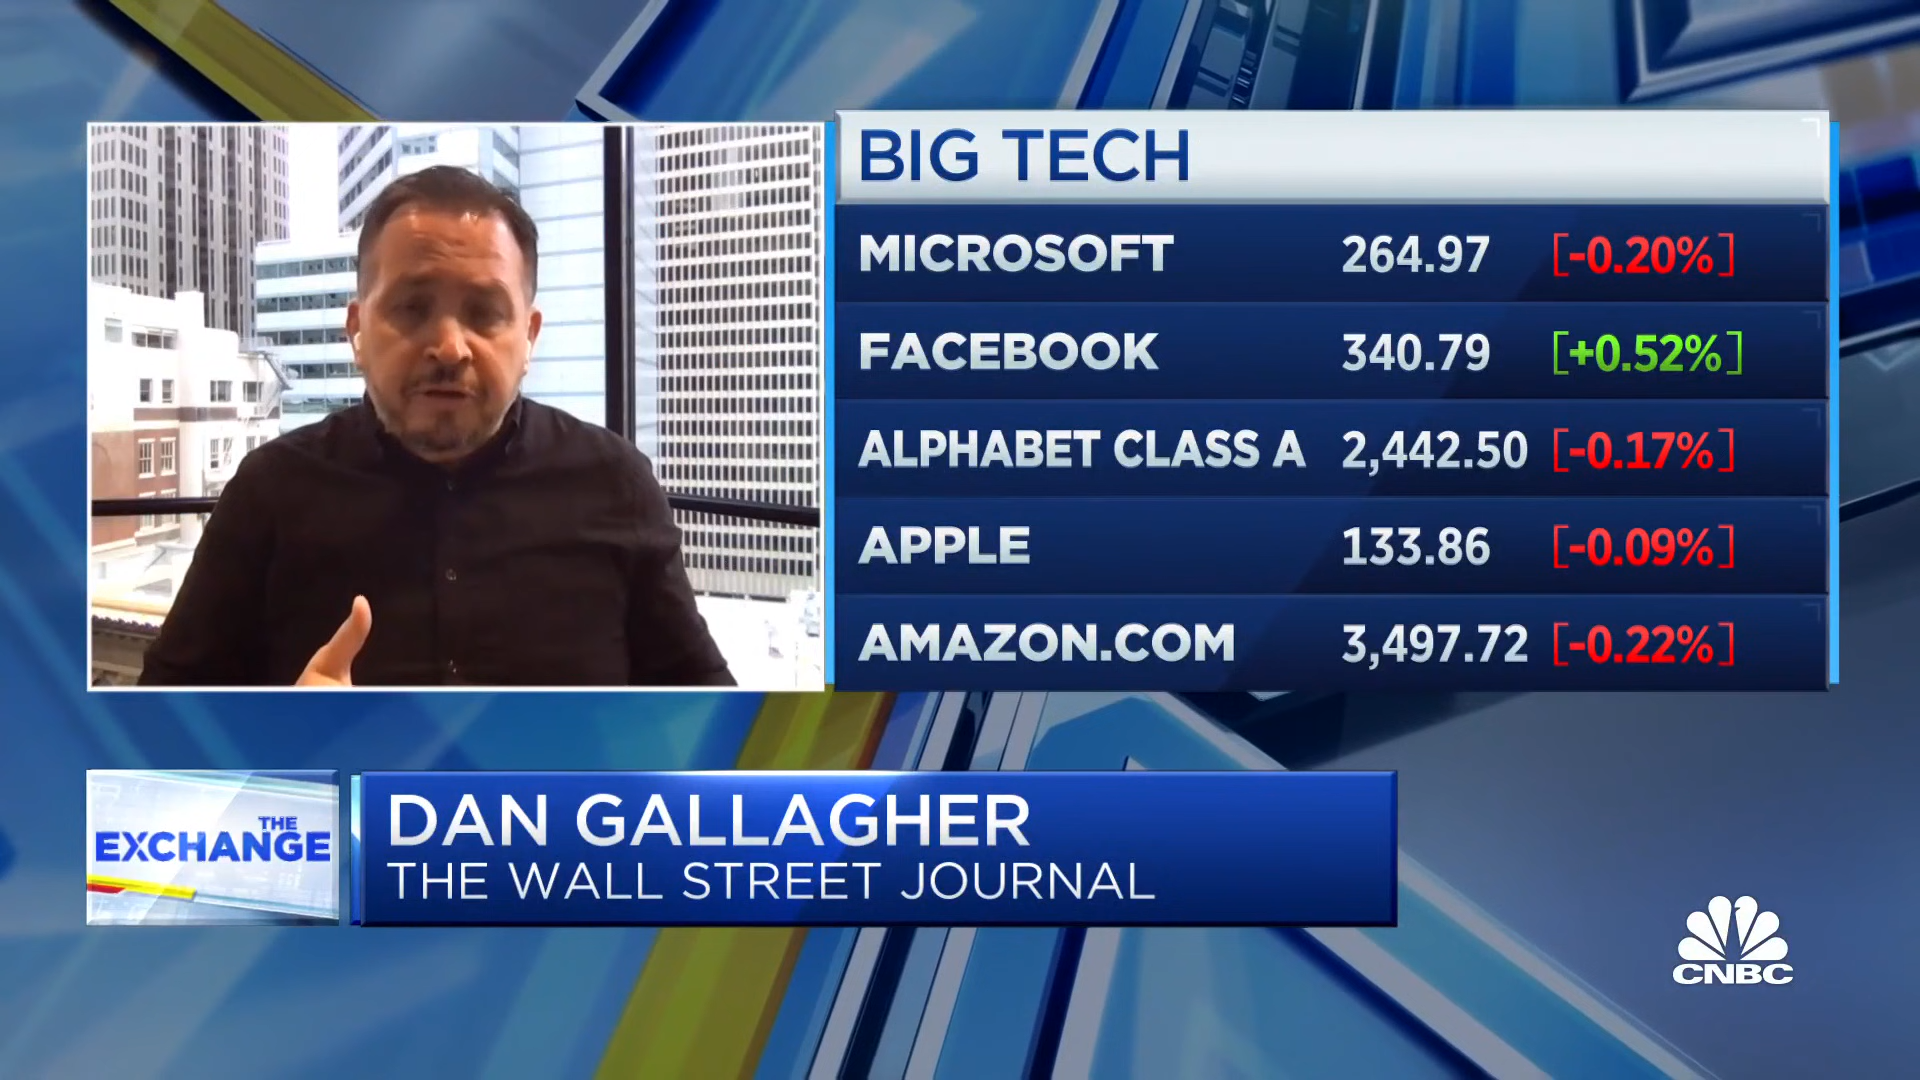 BIG TECH
MICROSOFT 264.97 [-0.20%]
FACEBOOK 340.79 [+0.52%]
ALPHABET CLASS A 2,442.50 [-0.17%]
APPLE 133.86 [-0.09%]
AMAZON.COM 3,497.72 [-0.22%]
THE
EXCHANGE
DAN GALLAGHER
THE WALL STREET JOURNAL
CNBC